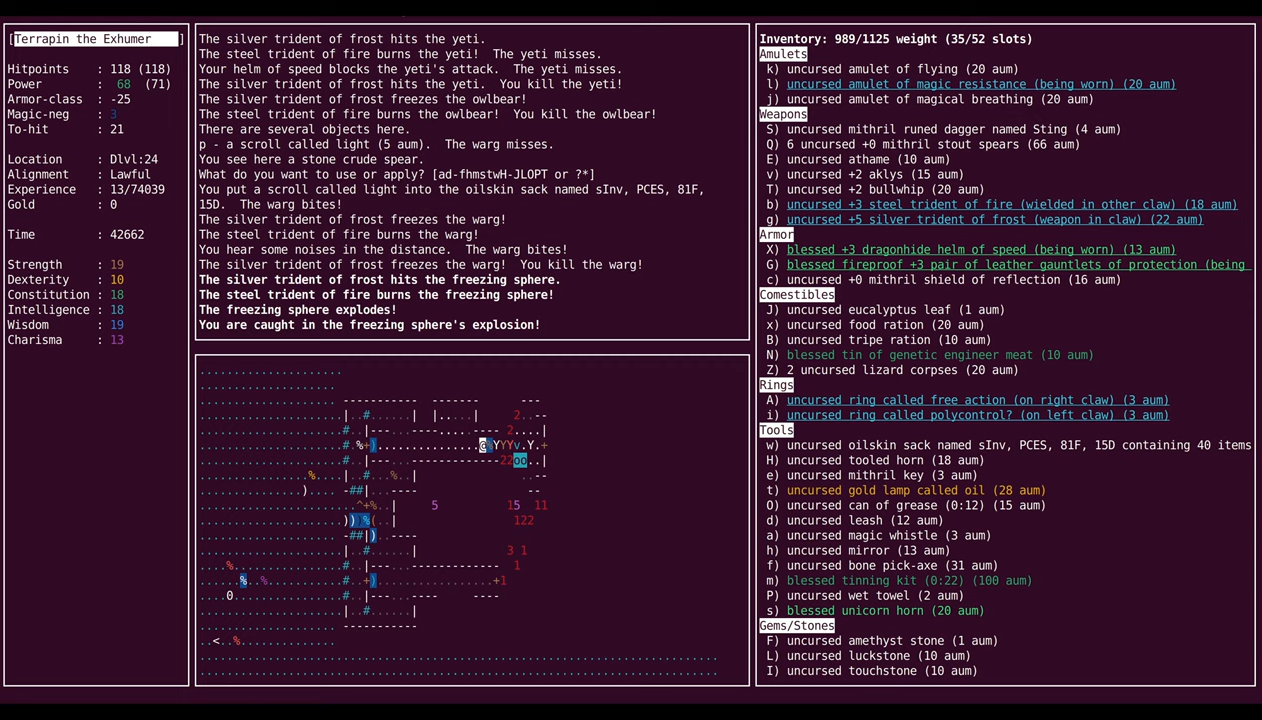 [Terrapin the Exhumer ]
Hitpoints : 118 (118)
Power : 68 (71)
Armor-class : -25
Magic-neg : 3
To-hit : 21
Location : Dlvl:24
Alignment : Lawful
Experience : 13/74039
Gold : 0
Time : 42662
Strength : 19
Dexterity : 10
Constitution : 18
Intelligence : 18
Wisdom : 19
Charisma : 13
The silver trident of frost hits the yeti.
The steel trident of fire burns the yeti! The yeti misses.
Your helm of speed blocks the yeti's attack. The yeti misses.
The silver trident of frost hits the yeti. You kill the yeti!
The silver trident of frost freezes the owlbear!
The steel trident of fire burns the owlbear! You kill the owlbear!
There are several objects here.
p - a scroll called light (5 aum). The warg misses.
You see here a stone crude spear.
What do you want to use or apply? [ad-fhmstwH-JLOPT or ?*]
You put a scroll called light into the oilskin sack named sInv, PCES, 81F,
15D. The warg bites!
The silver trident of frost freezes the warg!
The steel trident of fire burns the warg!
You hear some noises in the distance. The warg bites!
The silver trident of frost freezes the warg! You kill the warg!
The silver trident of frost hits the freezing sphere.
The steel trident of fire burns the freezing sphere!
The freezing sphere explodes!
You are caught in the freezing sphere's explosion!
Inventory: 989/1125 weight (35/52 slots)
Amulets
k) uncursed amulet of flying (20 aum)
l) uncursed amulet of magic resistance (being worn) (20 aum)
j) uncursed amulet of magical breathing (20 aum)
Weapons
S) uncursed mithril runed dagger named Sting (4 aum)
Q) 6 uncursed +0 mithril stout spears (66 aum)
E) uncursed athame (10 aum)
v) uncursed +2 aklys (15 aum)
T) uncursed +2 bullwhip (20 aum)
b) uncursed +3 steel trident of fire (wielded in other claw) (18 aum)
g) uncursed +5 silver trident of frost (weapon in claw) (22 aum)
Armor
X) blessed +3 dragonhide helm of speed (being worn) (13 aum)
G) blessed fireproof +3 pair of leather gauntlets of protection (being
c) uncursed +0 mithril shield of reflection (16 aum)
Comestibles
J) uncursed eucalyptus leaf (1 aum)
x) uncursed food ration (20 aum)
B) uncursed tripe ration (10 aum)
N) blessed tin of genetic engineer meat (10 aum)
Z) 2 uncursed lizard corpses (20 aum)
Rings
A) uncursed ring called free action (on right claw) (3 aum)
i) uncursed ring called polycontrol? (on left claw) (3 aum)
Tools
w) uncursed oilskin sack named sInv, PCES, 81F, 15D containing 40 items
H) uncursed tooled horn (18 aum)
e) uncursed mithril key (3 aum)
t) uncursed gold lamp called oil (28 aum)
O) uncursed can of grease (0:12) (15 aum)
d) uncursed leash (12 aum)
a) uncursed magic whistle (3 aum)
h) uncursed mirror (13 aum)
f) uncursed bone pick-axe (31 aum)
m) blessed tinning kit (0:22) (100 aum)
P) uncursed wet towel (2 aum)
s) blessed unicorn horn (20 aum)
Gems/Stones
F) uncursed amethyst stone (1 aum)
L) uncursed luckstone (10 aum)
I) uncursed touchstone (10 aum)